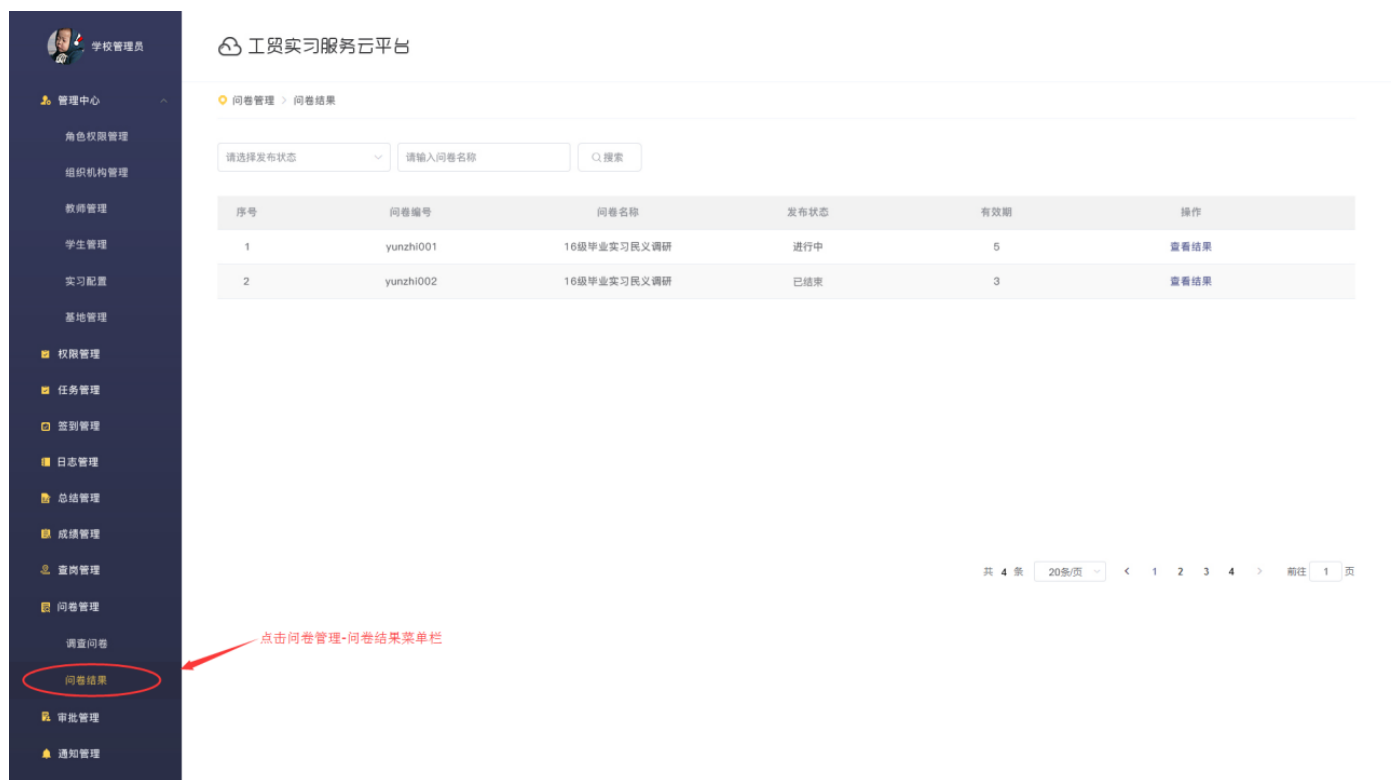 学校管理员
工贸实习服务云平台
管理中心
角色权限管理
组织机构管理
教师管理
学生管理
实习配置
基地管理
权限管理
任务管理
签到管理
日志管理
总结管理
成绩管理
查岗管理
问卷管理
调查问卷
问卷结果
审批管理
通知管理
问卷管理 > 问卷结果
请选择发布状态 请输入问卷名称 搜索
序号 问卷编号 问卷名称 发布状态 有效期 操作
1 yunzhi001 16级毕业实习民义调研 进行中 5 查看结果
2 yunzhi002 16级毕业实习民义调研 已结束 3 查看结果
共 4 条 20条/页 < 1 2 3 4 > 前往 1 页
点击问卷管理-问卷结果菜单栏